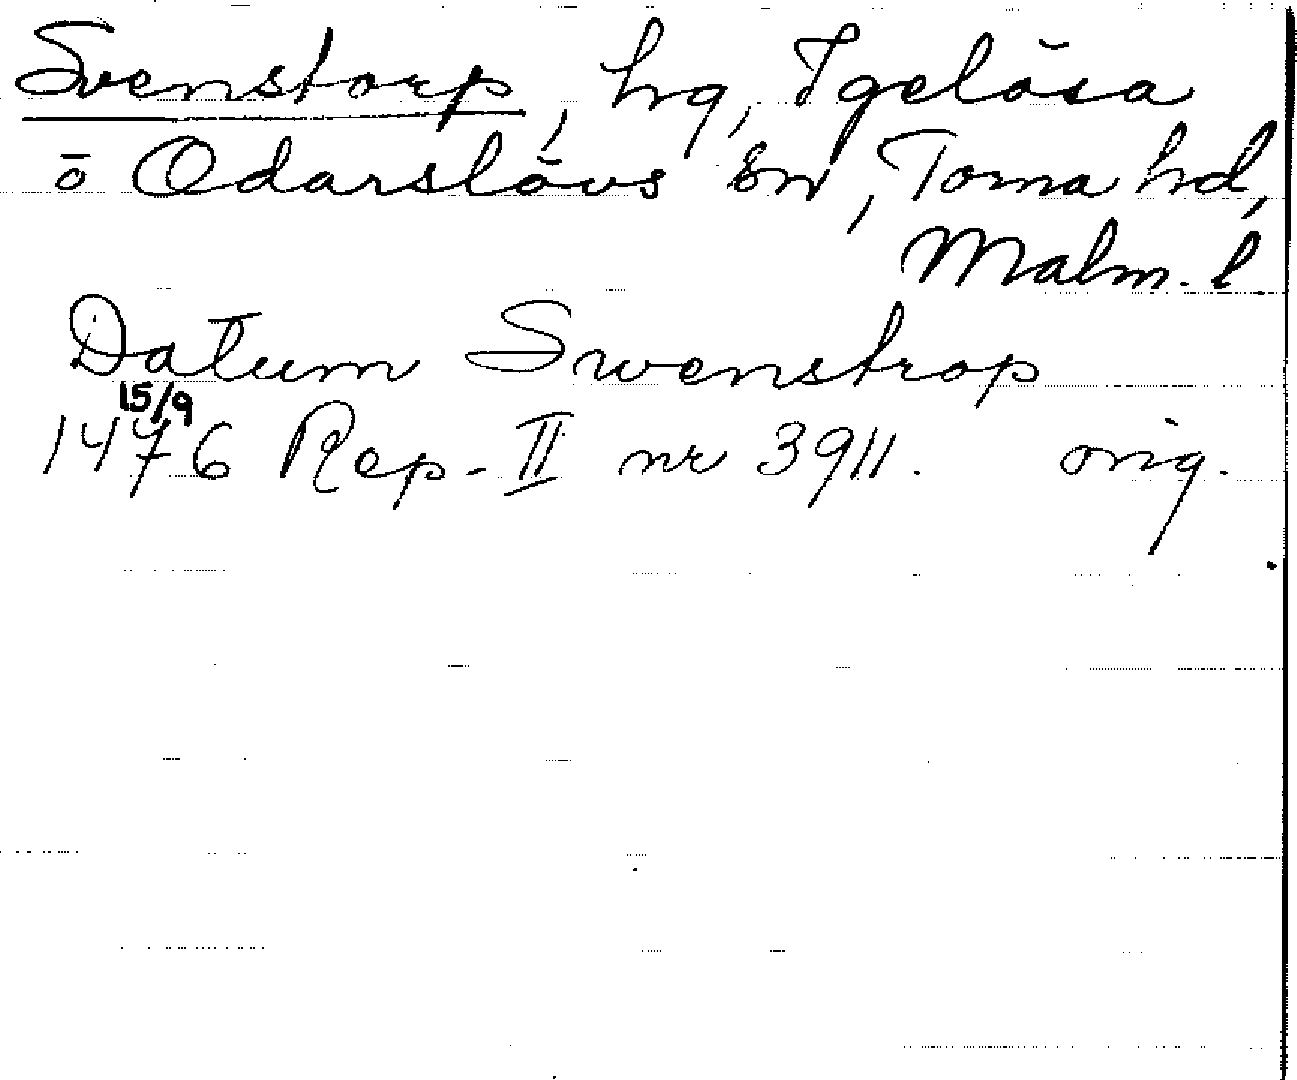 Svenstorp, hg, Igelösa
o Odarslövs sn, Torna hd,
Malm. l
Datum Swenstrop
15/9
1476 Rep. II nr 3911. orig.